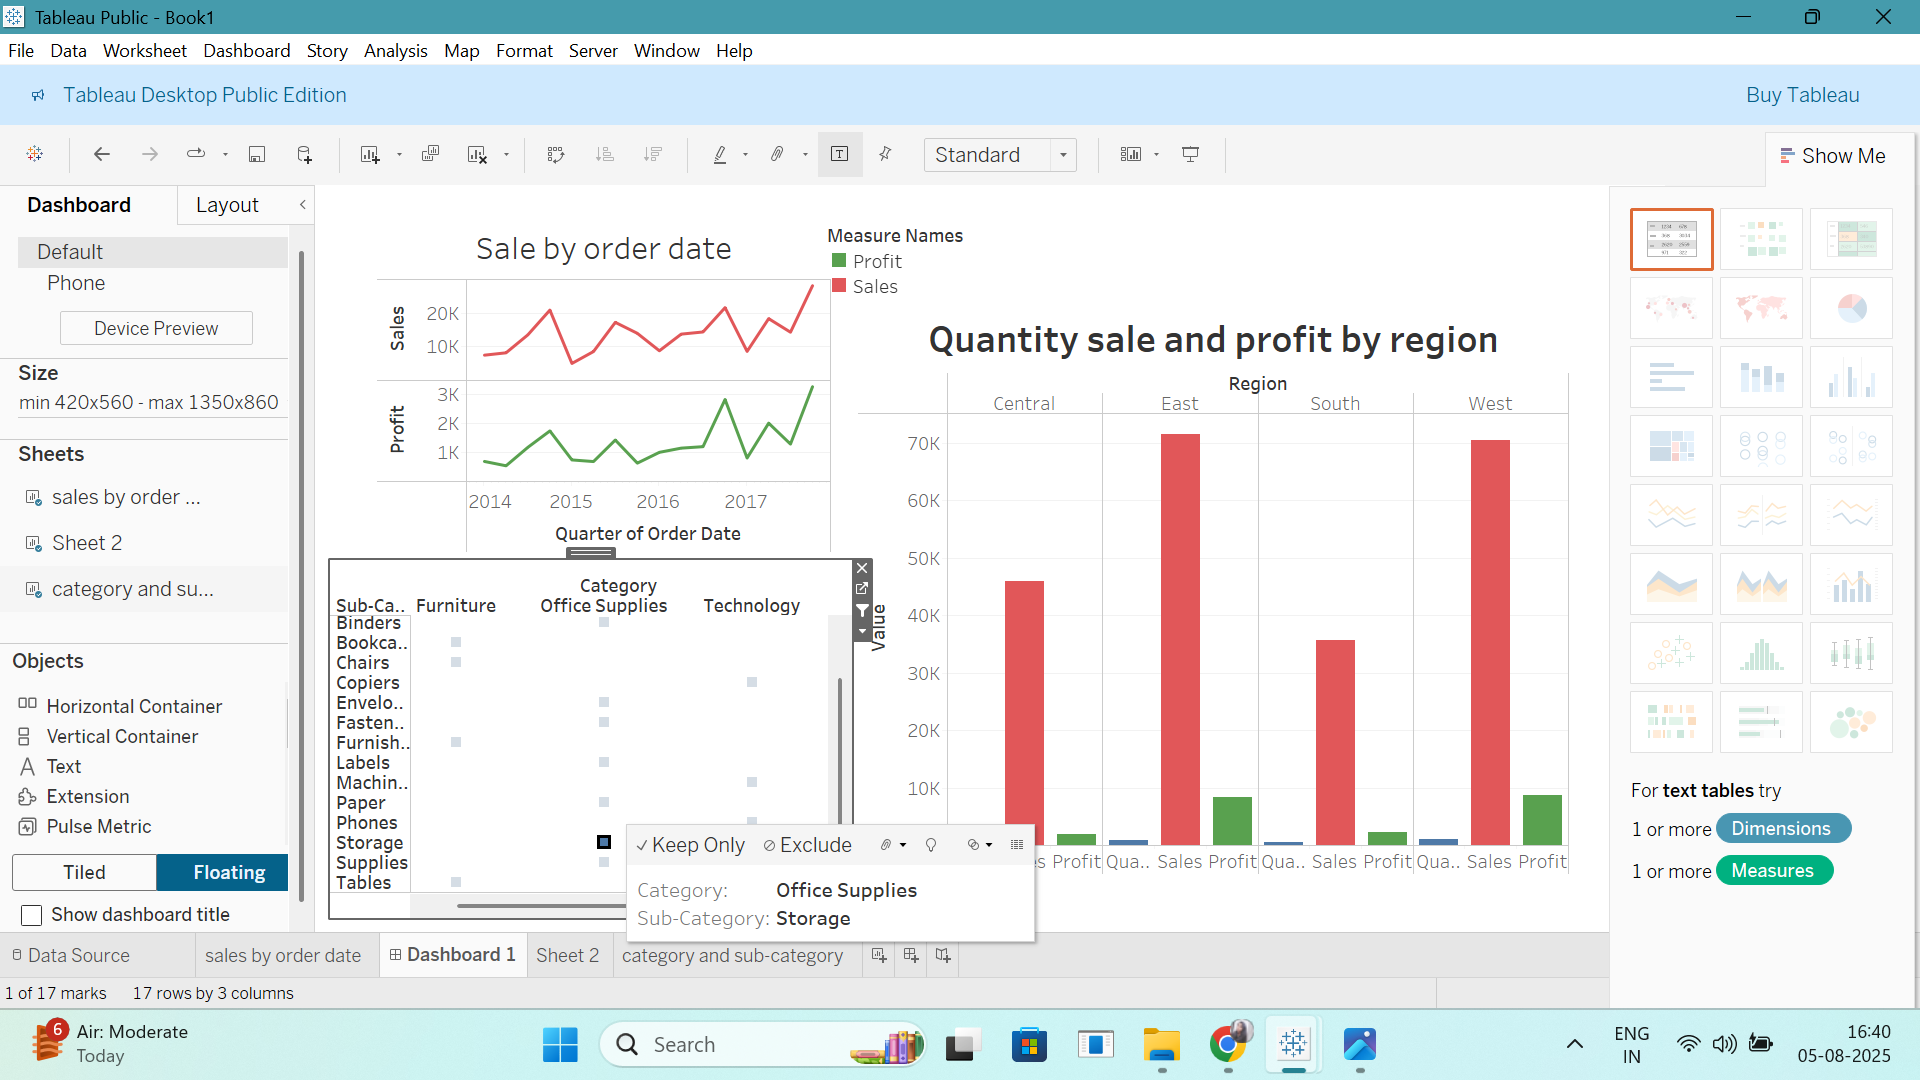 Tableau Public - Book1
File Data Worksheet Dashboard Story Analysis Map Format Server Window Help
Tableau Desktop Public Edition
Buy Tableau
Standard
Show Me
Dashboard Layout
Default
Phone
Device Preview
Size
min 420x560 - max 1350x860
Sheets
sales by order ...
Sheet 2
category and su...
Objects
Horizontal Container
Vertical Container
Text
Extension
Pulse Metric
Tiled Floating
Show dashboard title
Sale by order date
Sales
20K
10K
Profit
3K
2K
1K
2014 2015 2016 2017
Quarter of Order Date
Measure Names
Profit
Sales
Quantity sale and profit by region
Region
Central East South West
Value
70K
60K
50K
40K
30K
20K
10K
s Profit Qua.. Sales Profit Qua.. Sales Profit Qua.. Sales Profit
Category
Sub-Ca.. Furniture Office Supplies Technology
Binders
Bookca..
Chairs
Copiers
Envelo..
Fasten..
Furnish..
Labels
Machin..
Paper
Phones
Storage
Supplies
Tables
Keep Only Exclude
Category: Office Supplies
Sub-Category: Storage
For text tables try
1 or more Dimensions
1 or more Measures
Data Source sales by order date Dashboard 1 Sheet 2 category and sub-category
1 of 17 marks 17 rows by 3 columns
6
Air: Moderate
Today
Search
ENG
IN
16:40
05-08-2025